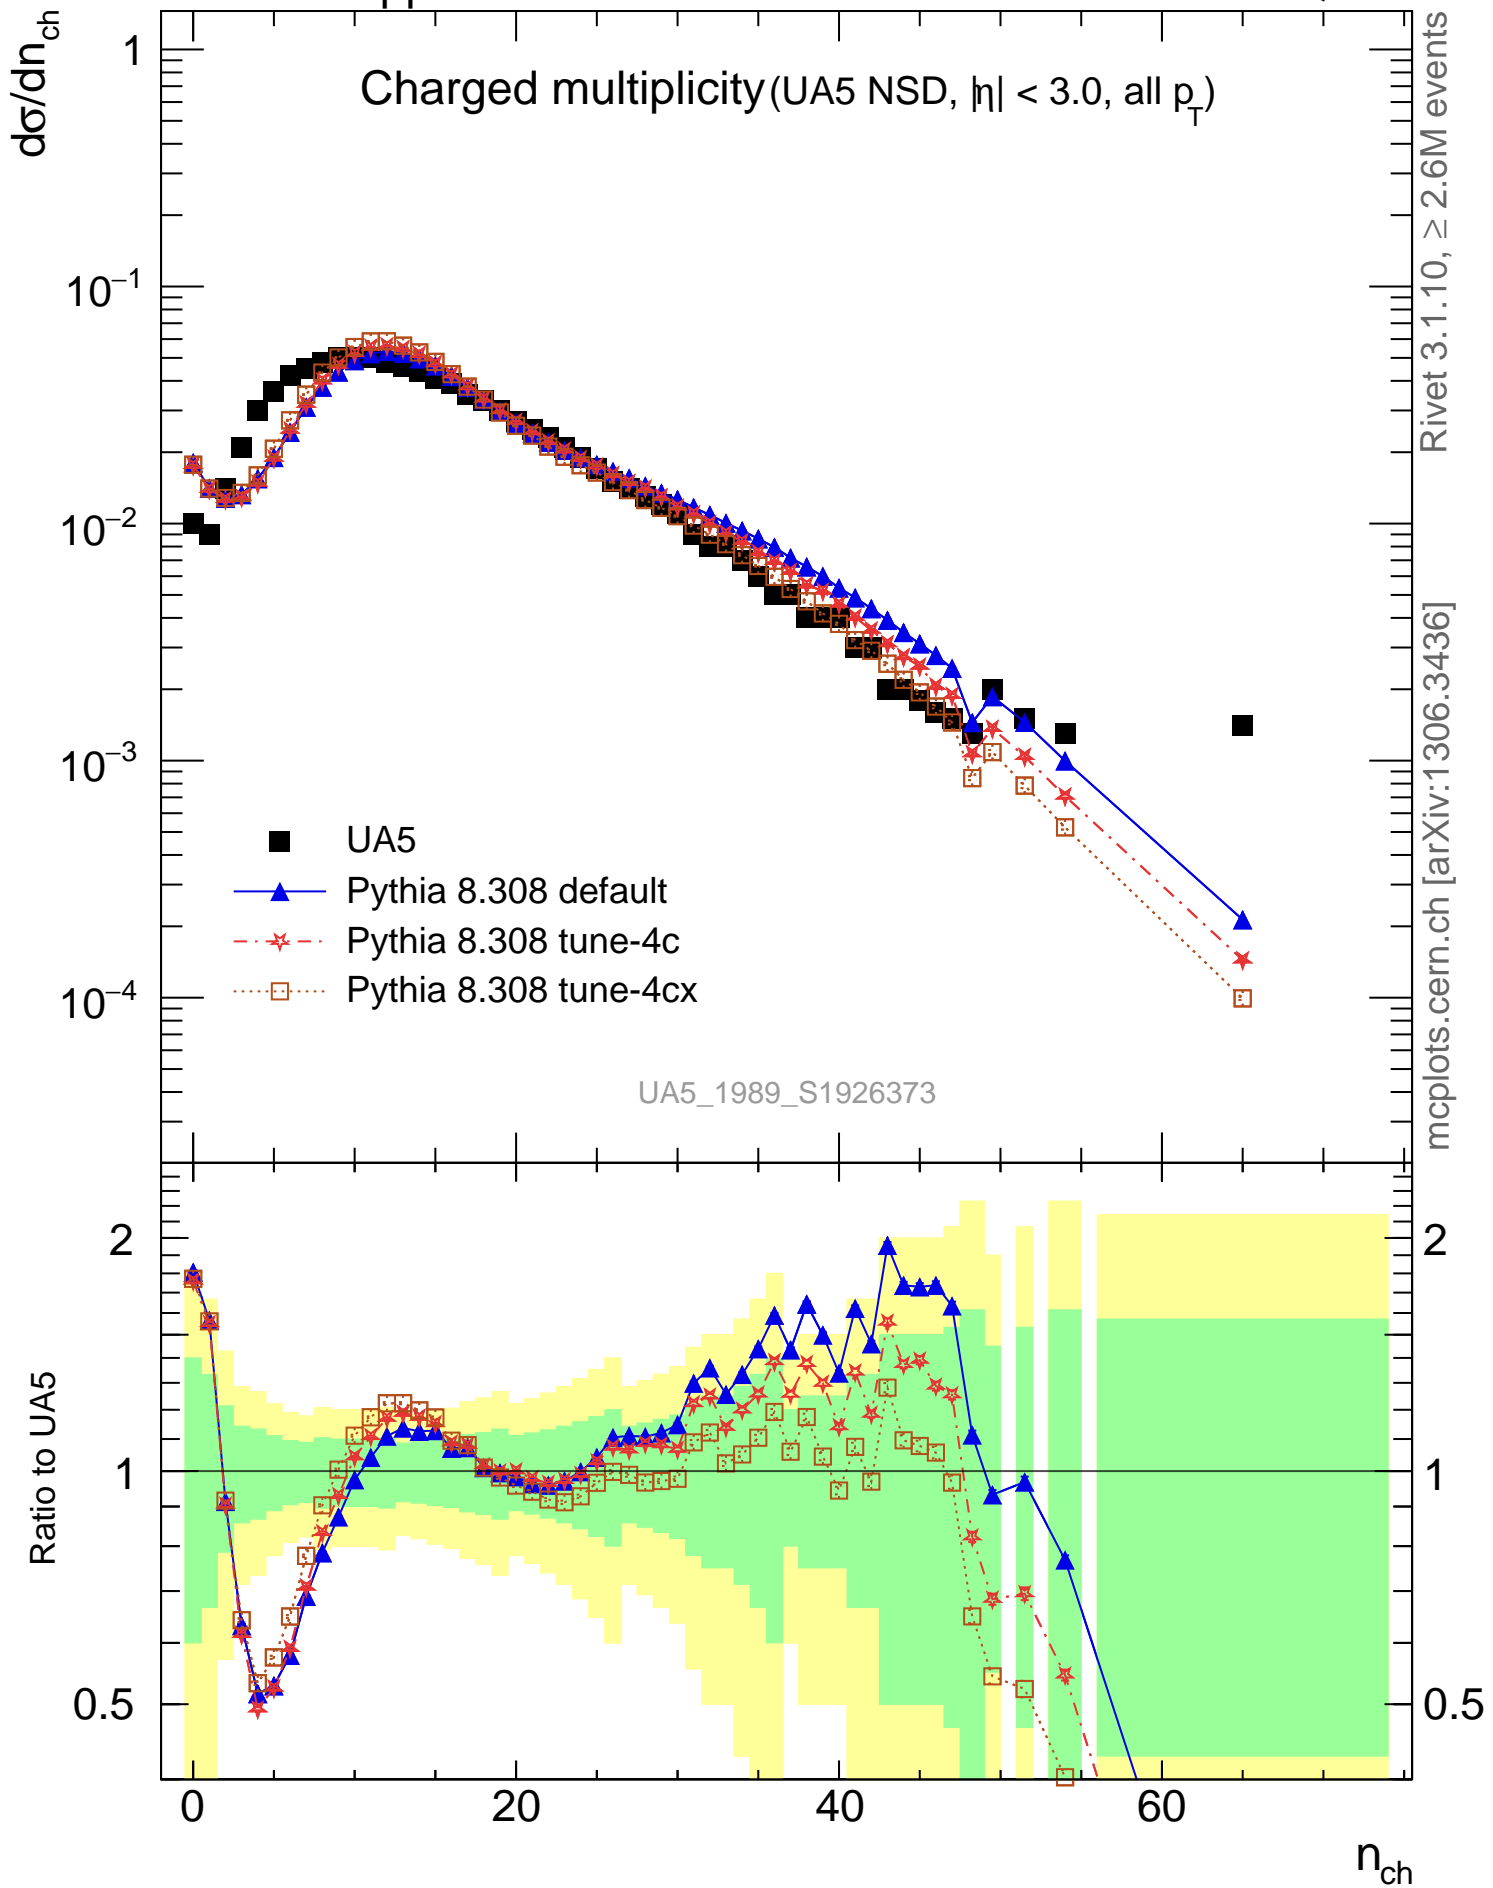 dσ/dn_ch
Charged multiplicity (UA5 NSD, |η| < 3.0, all p_T)
1
10^−1
10^−2
10^−3
10^−4
UA5
Pythia 8.308 default
Pythia 8.308 tune-4c
Pythia 8.308 tune-4cx
UA5_1989_S1926373
Rivet 3.1.10, ≥ 2.6M events
mcplots.cern.ch [arXiv:1306.3436]
Ratio to UA5
2
1
0.5
2
1
0.5
0 20 40 60
n_ch